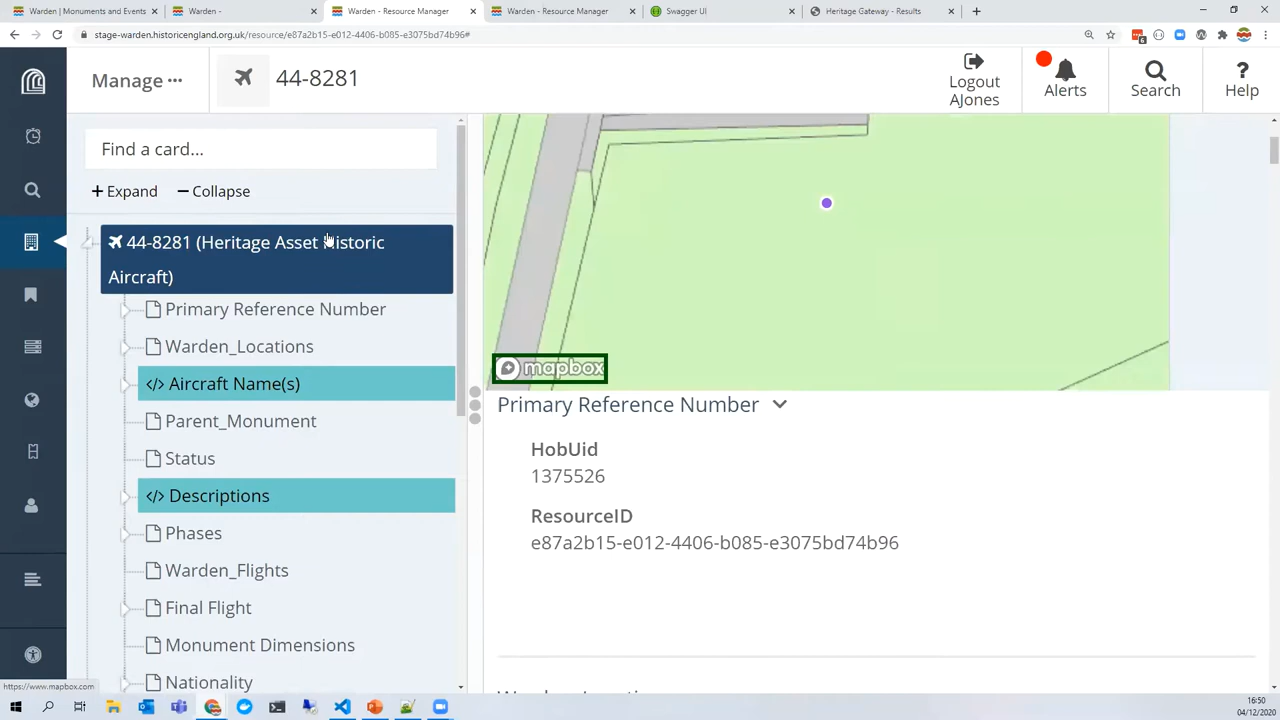 Warden | Monuments and Events
Warden -
Warden - Resource Manager
Warden - Resource Manager
Swagger UI
Heritage Gateway - Results
stage-warden.historicengland.org.uk/resource/e87a2b15-e012-4406-b085-e3075bd74b96#
6
Manage
44-8281
Logout
AJones
Alerts
Search
Help
Find a card...
+ Expand
− Collapse
44-8281 (Heritage Asset Historic
Aircraft)
Primary Reference Number
Warden_Locations
</> Aircraft Name(s)
Parent_Monument
Status
</> Descriptions
Phases
Warden_Flights
Final Flight
Monument Dimensions
Nationality
mapbox
Primary Reference Number
HobUid
1375526
ResourceID
e87a2b15-e012-4406-b085-e3075bd74b96
https://www.mapbox.com
16:50
04/12/2020